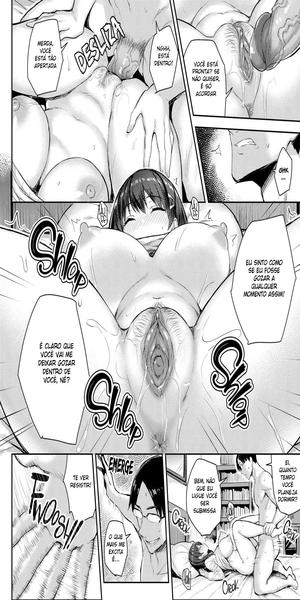 VOCÊ ESTÁ
PRONTA? SE NÃO
QUISER, É SÓ
ACORDAR
NGHH,
ESTÁ
DENTRO!
MERDA,
VOCÊ ESTÁ
TÃO
APERTADA
DESLIZA
GHK
...
Shlop
EU SINTO
COMO SE EU FOSSE
GOZAR A
QUALQUER
MOMENTO ASSIM!
Shlop
É CLARO QUE
VOCÊ VAI ME
DEIXAR GOZAR
DENTRO DE
VOCÊ, NÉ?
Shlop
EI, QUANTO
TEMPO VOCÊ
PLANEJA
DORMIR?
BEM, NÃO QUE
EU LIGUE VOCÊ SER
SUBMISSA
CREAK
CREAK
EMERGE
O QUE
MAIS ME
EXCITA
É...
TE VER
RESISTIR!
FWOOSH!